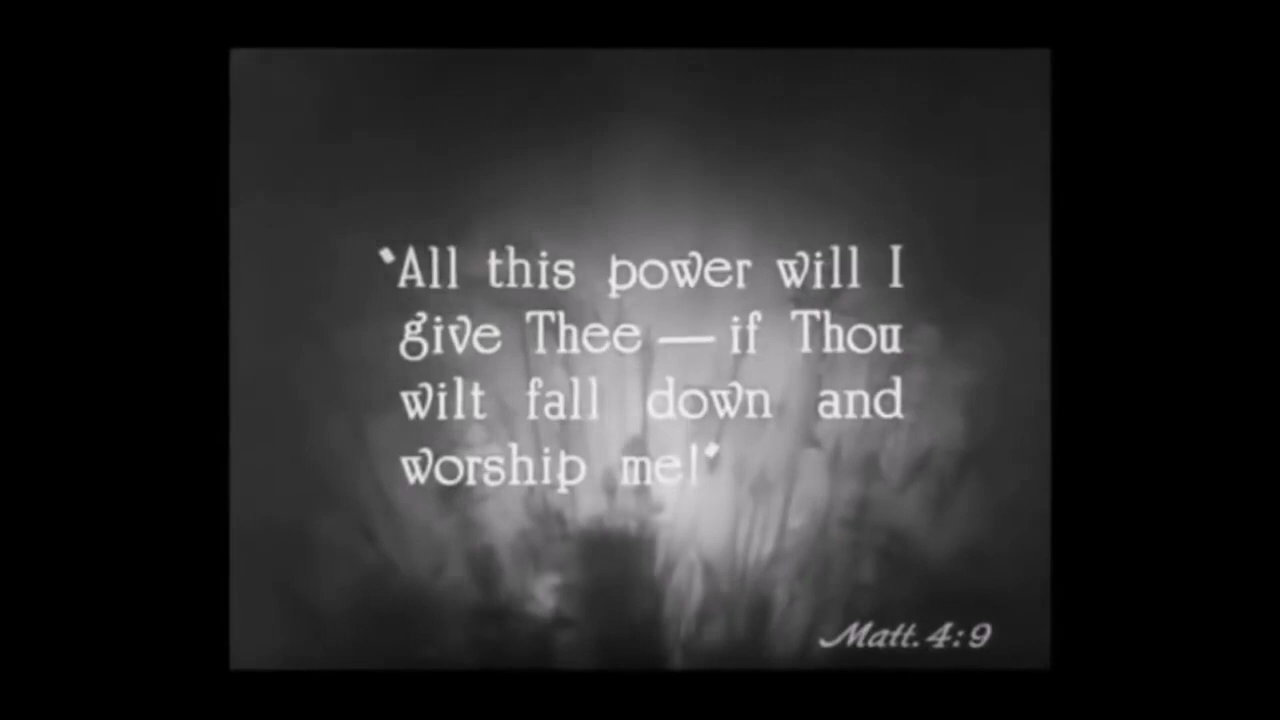 "All this power will I
give Thee — if Thou
wilt fall down and
worship me!"
Matt. 4:9